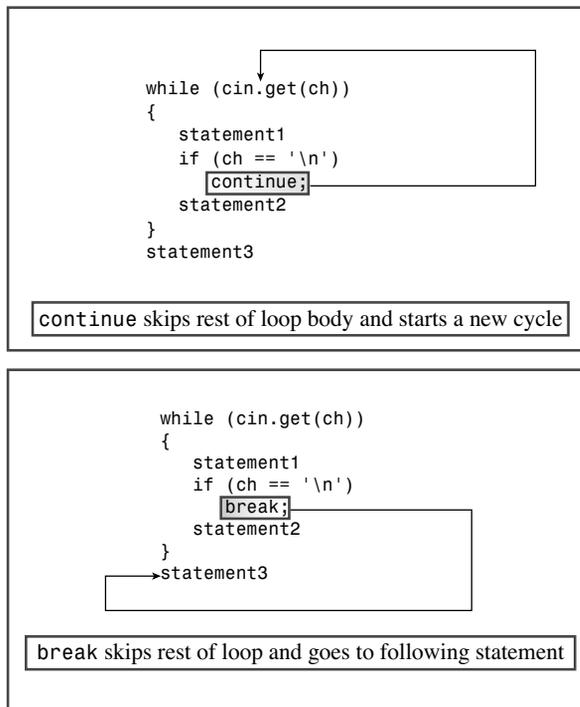 while (cin.get(ch))
{
statement1
if (ch == '\n')
continue;
statement2
}
statement3
continue skips rest of loop body and starts a new cycle
while (cin.get(ch))
{
statement1
if (ch == '\n')
break;
statement2
}
statement3
break skips rest of loop and goes to following statement